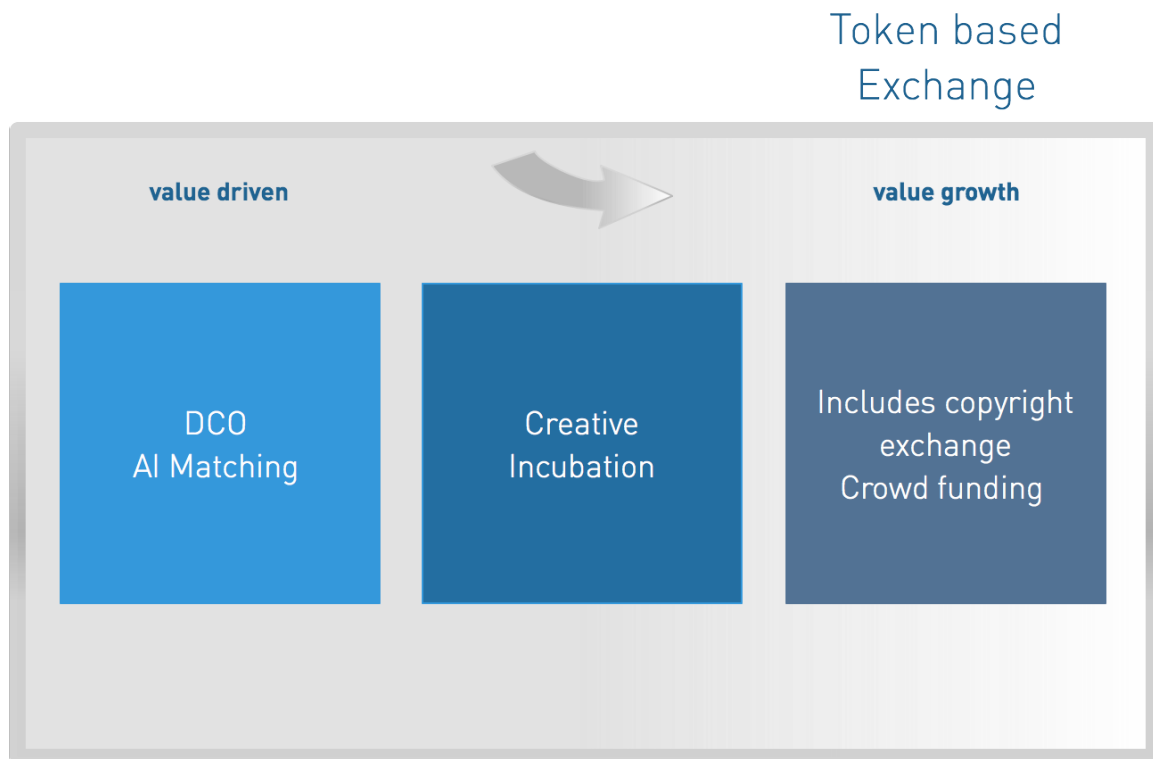 Token based
Exchange
value driven
value growth
DCO
AI Matching
Creative
Incubation
Includes copyright
exchange
Crowd funding